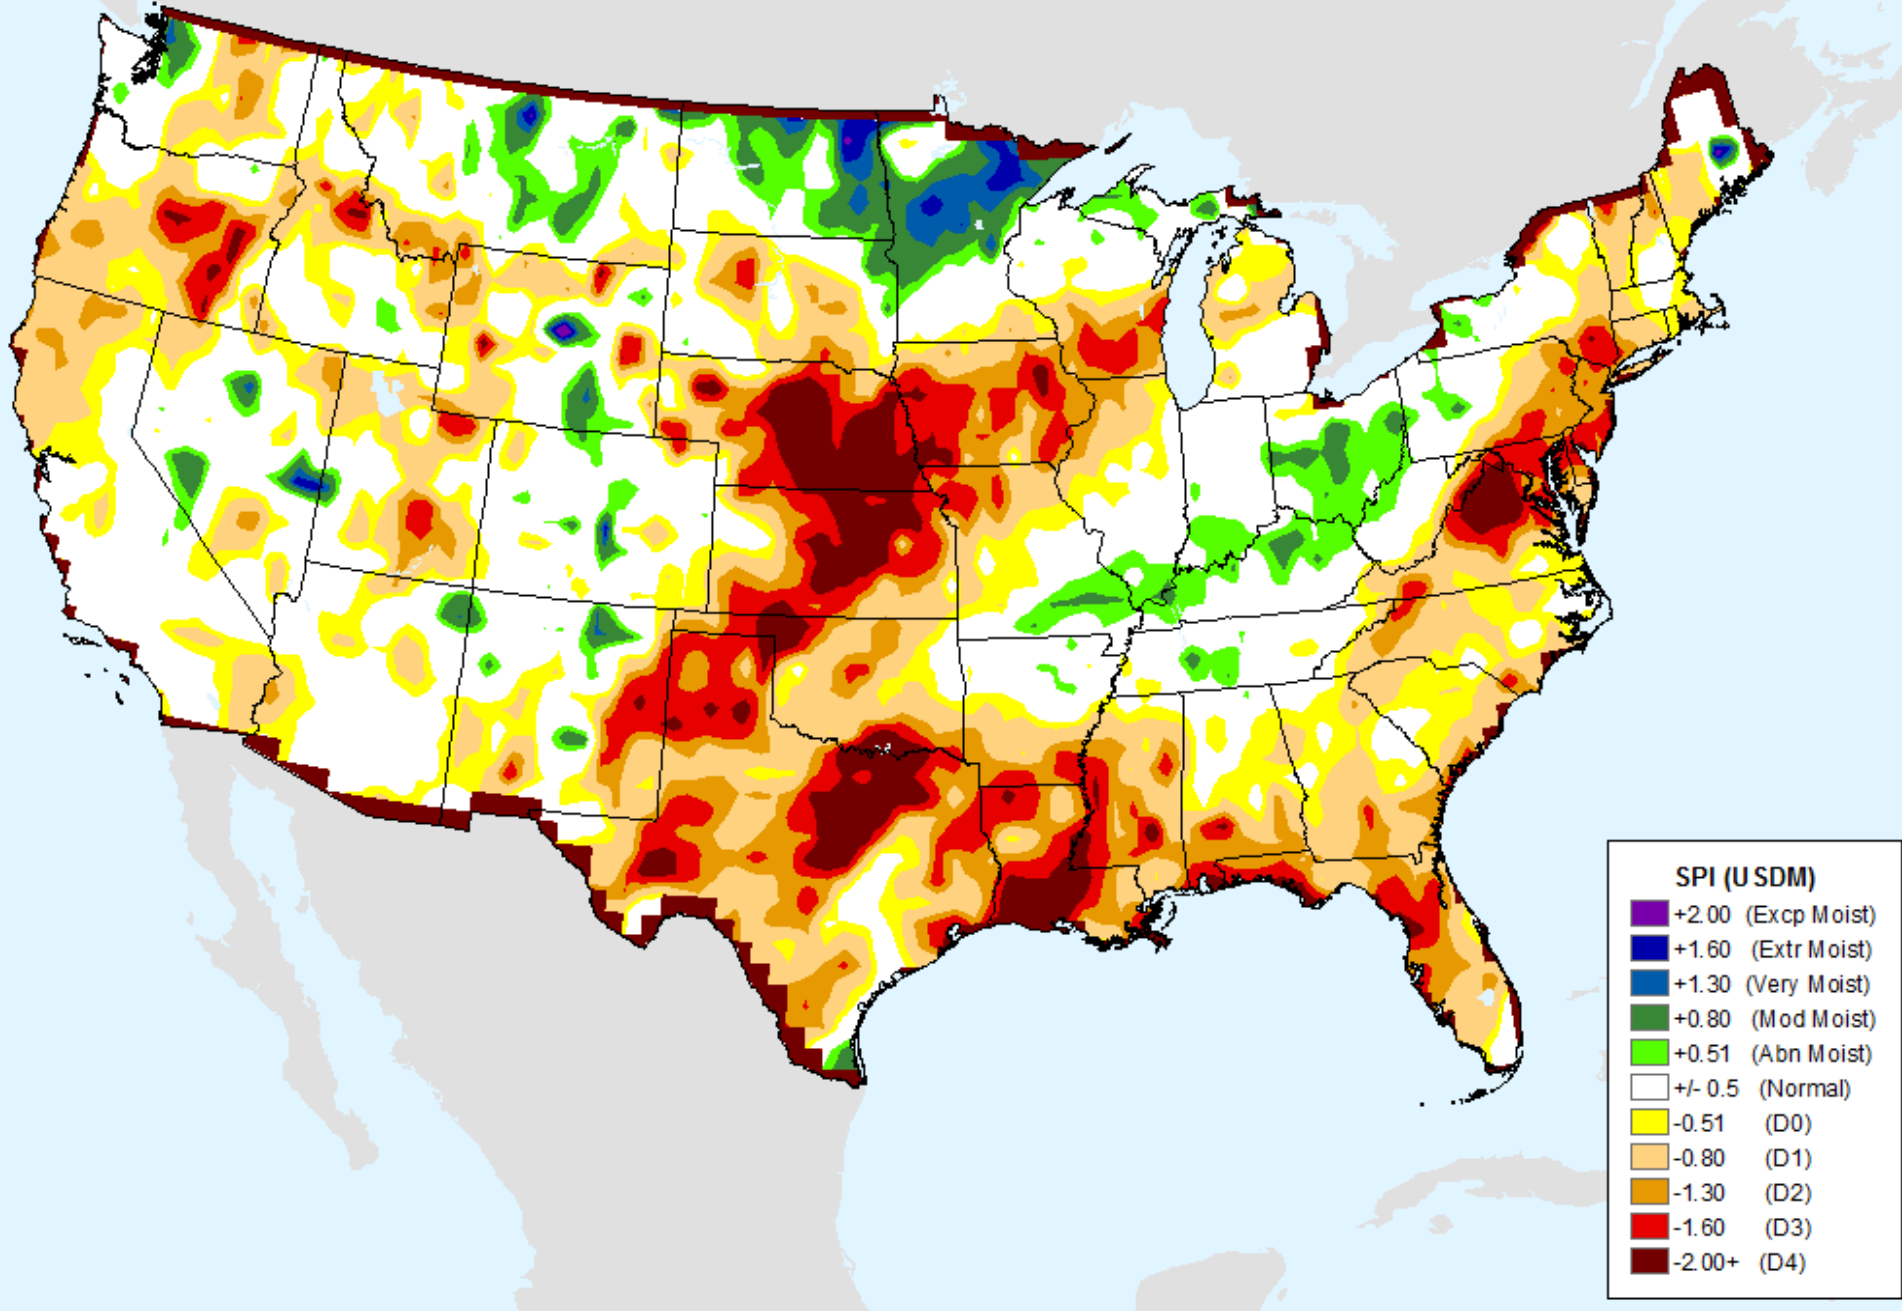 SPI (USDM)
+2.00 (Excp Moist)
+1.60 (Extr Moist)
+1.30 (Very Moist)
+0.80 (Mod Moist)
+0.51 (Abn Moist)
+/- 0.5 (Normal)
-0.51 (D0)
-0.80 (D1)
-1.30 (D2)
-1.60 (D3)
-2.00+ (D4)